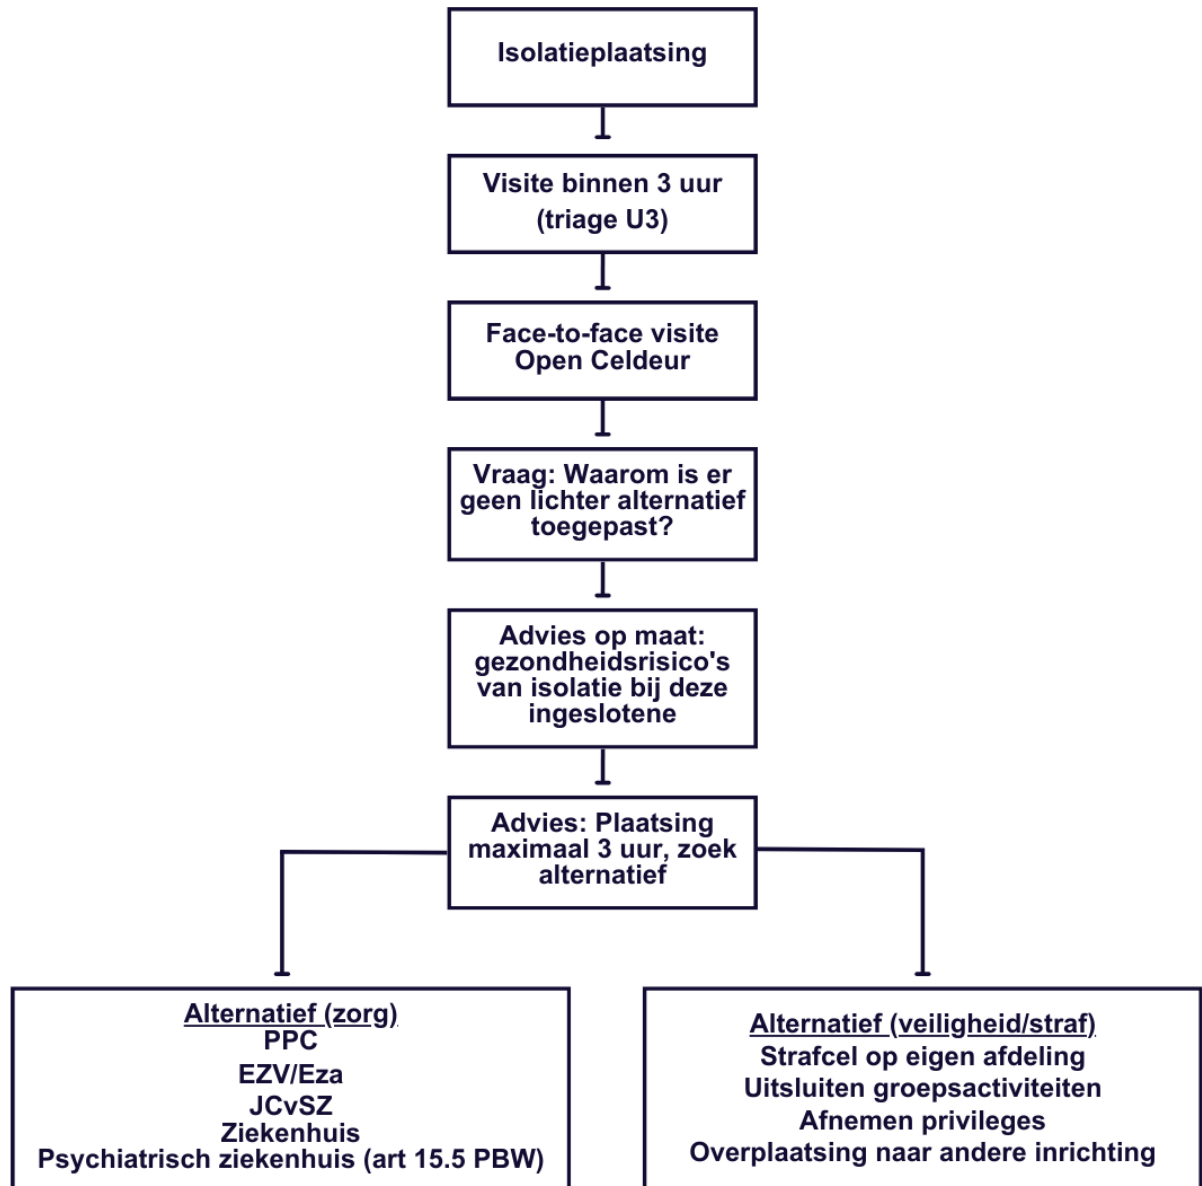 Isolatieplaatsing
Visite binnen 3 uur
(triage U3)
Face-to-face visite
Open Celdeur
Vraag: Waarom is er
geen lichter alternatief
toegepast?
Advies op maat:
gezondheidsrisico's
van isolatie bij deze
ingeslotene
Advies: Plaatsing
maximaal 3 uur, zoek
alternatief
Alternatief (zorg)
PPC
EZV/Eza
JCvSZ
Ziekenhuis
Psychiatrisch ziekenhuis (art 15.5 PBW)
Alternatief (veiligheid/straf)
Strafcel op eigen afdeling
Uitsluiten groepsactiviteiten
Afnemen privileges
Overplaatsing naar andere inrichting